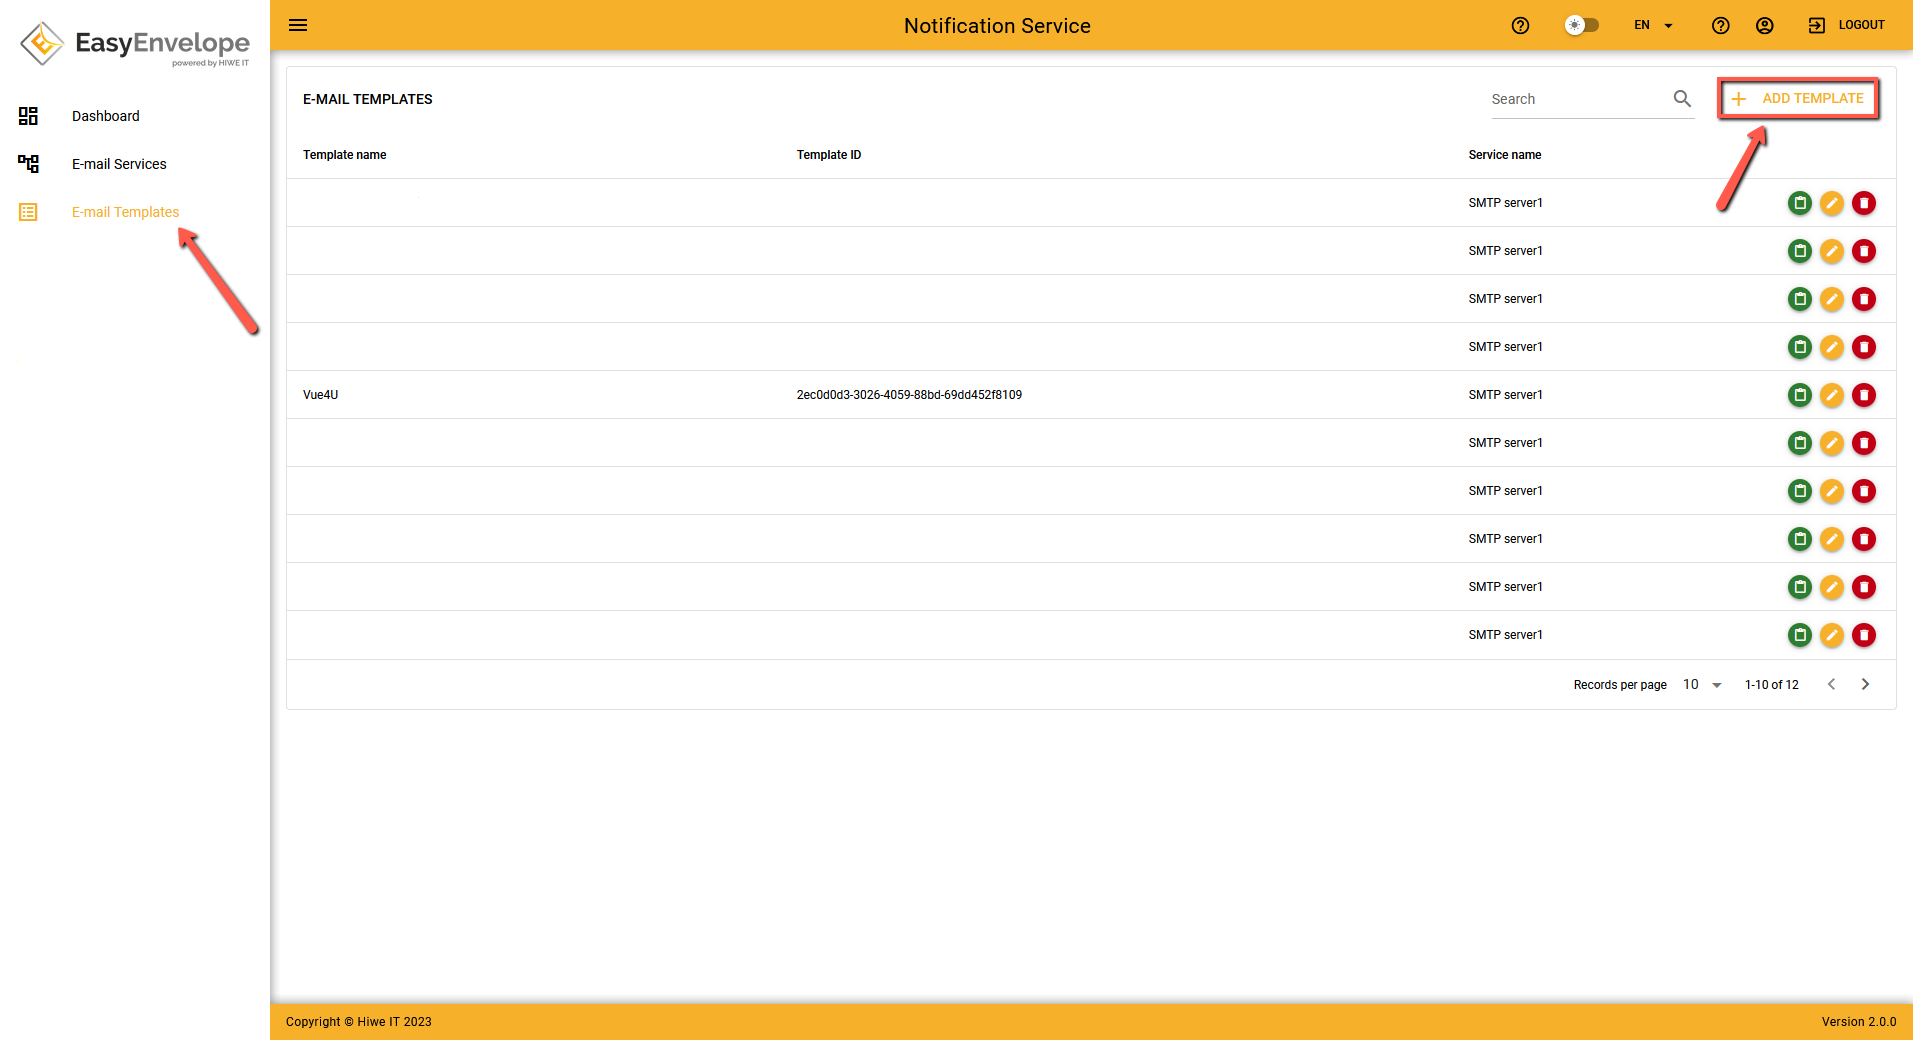 EasyEnvelope
powered by HIWE IT
Dashboard
E-mail Services
E-mail Templates
Notification Service
EN
LOGOUT
E-MAIL TEMPLATES
Search
ADD TEMPLATE
Template name Template ID Service name
SMTP server1
SMTP server1
SMTP server1
SMTP server1
Vue4U 2ec0d0d3-3026-4059-88bd-69dd452f8109 SMTP server1
SMTP server1
SMTP server1
SMTP server1
SMTP server1
SMTP server1
Records per page 10 1-10 of 12
Copyright © Hiwe IT 2023
Version 2.0.0